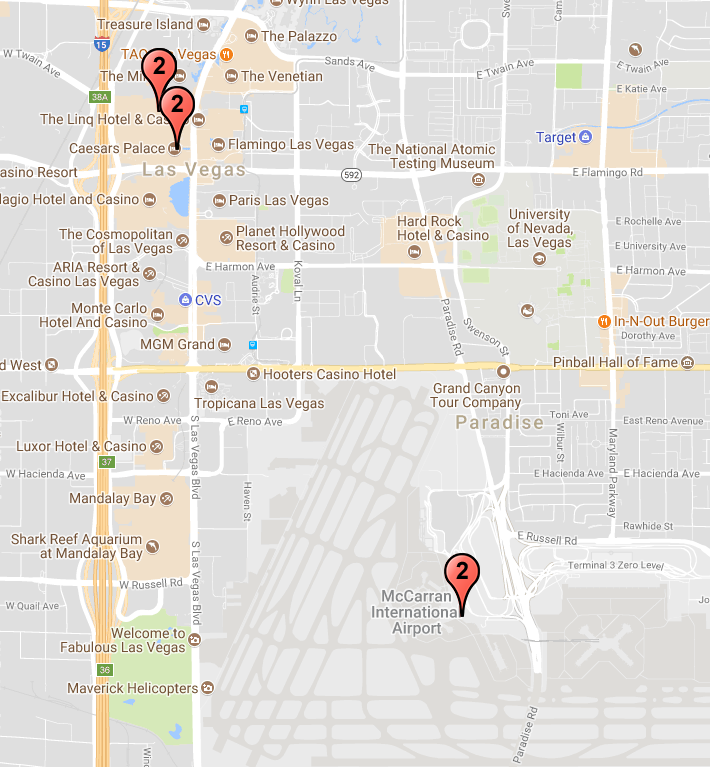 Wynn Las Vegas
Treasure Island
The Palazzo
15
TAO Las Vegas
W Twain Ave
Sands Ave
E Twain Ave
E Twain Ave
2
The Mi
The Venetian
E Katie Ave
38A
2
The Linq Hotel & Casino
Target
Caesars Palace
Flamingo Las Vegas
The National Atomic
Testing Museum
Las Vegas
asino Resort
592
E Flamingo Rd
lagio Hotel and Casino
Paris Las Vegas
University
of Nevada,
Las Vegas
Hard Rock
Hotel & Casino
E Rochelle Ave
The Cosmopolitan
of Las Vegas
Planet Hollywood
Resort & Casino
E University Ave
ARIA Resort &
Casino Las Vegas
E Harmon Ave
E Harmon Ave
Audrie St
Koval Ln
CVS
Monte Carlo
Hotel And Casino
Paradise Rd
Swenson St
In-N-Out Burger
Dorothy Ave
MGM Grand
d West
Hooters Casino Hotel
Pinball Hall of Fame
Grand Canyon
Tour Company
Excalibur Hotel & Casino
Tropicana Las Vegas
Paradise
Toni Ave
W Reno Ave
E Reno Ave
East Reno Avenue
Wilbur St
Maryland Parkway
Luxor Hotel & Casino
S Las Vegas Blvd
37
W Hacienda Ave
E Hacienda Ave
E Hacienda Ave
Mandalay Bay
Haven St
Rawhide St
Shark Reef Aquarium
at Mandalay Bay
S Las Vegas Blvd
E Russell Rd
2
Terminal 3 Zero Level
W Russell Rd
McCarran
International
Airport
W Quail Ave
Jo
Welcome to
Fabulous Las Vegas
36
Maverick Helicopters
Paradise Rd